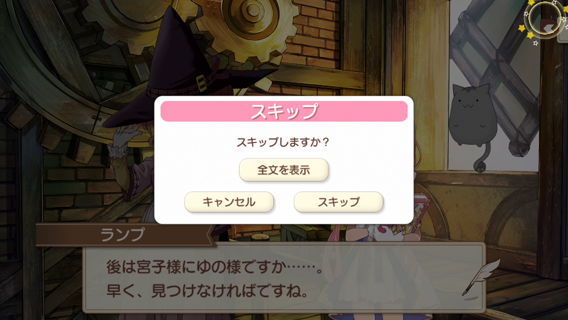 スキップ
スキップしますか？
全文を表示
キャンセル
スキップ
ランプ
後は宮子様にゆの様ですか……。
早く、見つけなければですね。